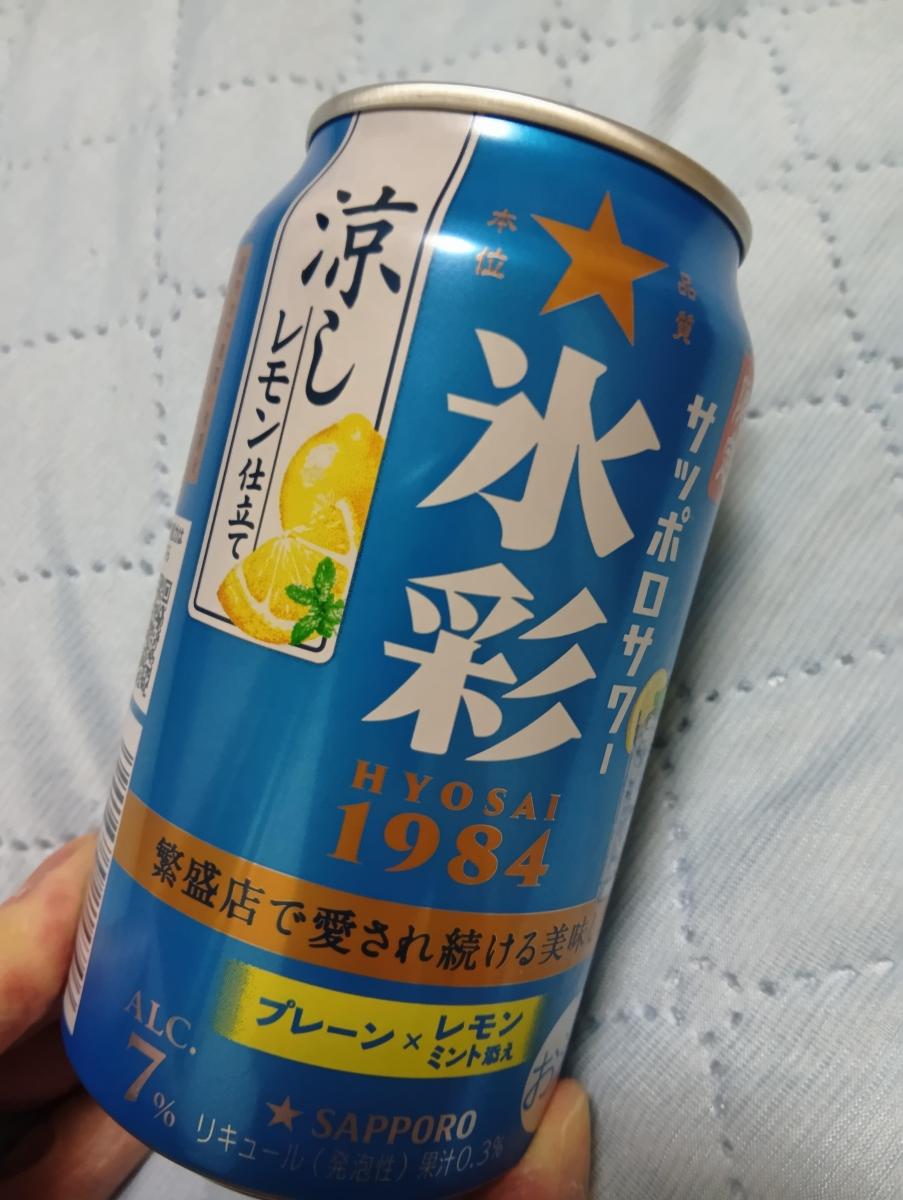 涼し
レモン仕立て
本位
品質
氷彩
サッポロサワー
HYOSAI
1984
繁盛店で愛され続ける美味し
プレーン×レモン
ミント添え
ALC.
7%
お
SAPPORO
リキュール(発泡性)果汁0.3%